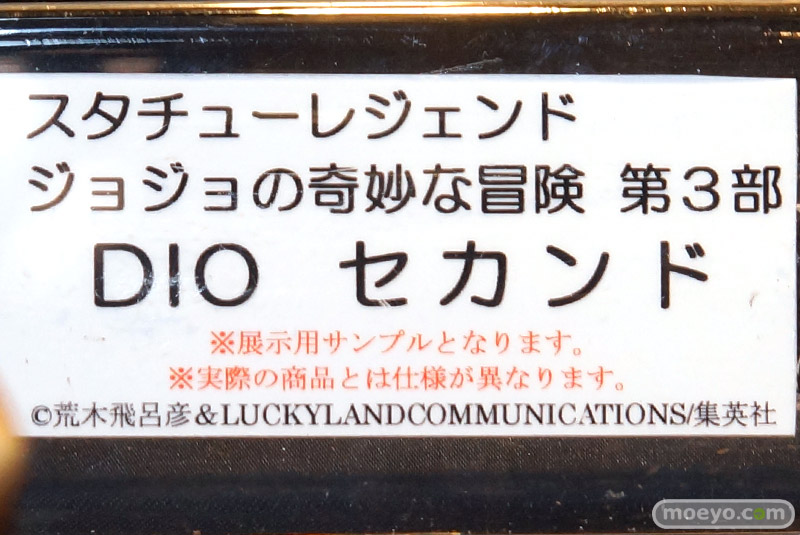 スタチューレジェンド
ジョジョの奇妙な冒険 第3部
DIO セカンド
※展示用サンプルとなります。
※実際の商品とは仕様が異なります。
©荒木飛呂彦&LUCKYLANDCOMMUNICATIONS/集英社
moeyo.com